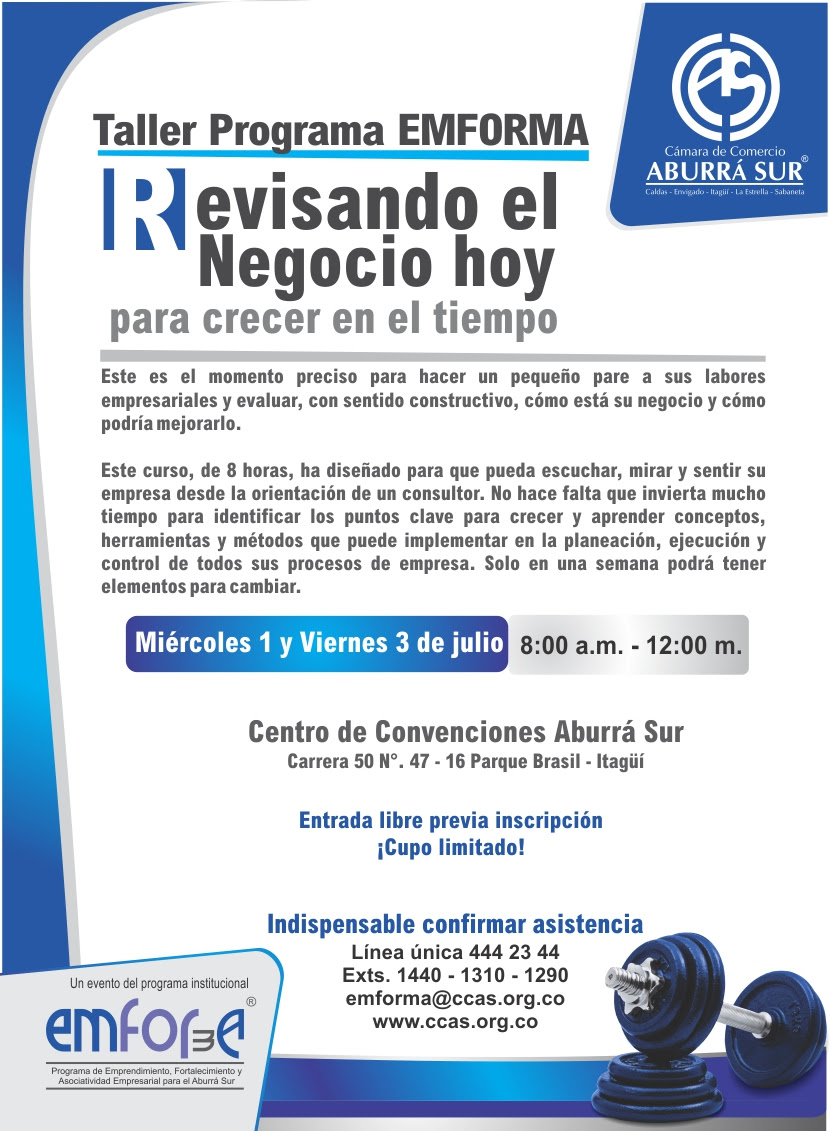 Cámara de Comercio
ABURRÁ SUR®
Caldas - Envigado - Itagüí - La Estrella - Sabaneta
Taller Programa EMFORMA
Revisando el
Negocio hoy
para crecer en el tiempo
Este es el momento preciso para hacer un pequeño pare a sus labores
empresariales y evaluar, con sentido constructivo, cómo está su negocio y cómo
podría mejorarlo.
Este curso, de 8 horas, ha diseñado para que pueda escuchar, mirar y sentir su
empresa desde la orientación de un consultor. No hace falta que invierta mucho
tiempo para identificar los puntos clave para crecer y aprender conceptos,
herramientas y métodos que puede implementar en la planeación, ejecución y
control de todos sus procesos de empresa. Solo en una semana podrá tener
elementos para cambiar.
Miércoles 1 y Viernes 3 de julio 8:00 a.m. - 12:00 m.
Centro de Convenciones Aburrá Sur
Carrera 50 N°. 47 - 16 Parque Brasil - Itagüí
Entrada libre previa inscripción
¡Cupo limitado!
Indispensable confirmar asistencia
Línea única 444 23 44
Exts. 1440 - 1310 - 1290
emforma@ccas.org.co
www.ccas.org.co
Un evento del programa institucional
emforma®
Programa de Emprendimiento, Fortalecimiento y
Asociatividad Empresarial para el Aburrá Sur